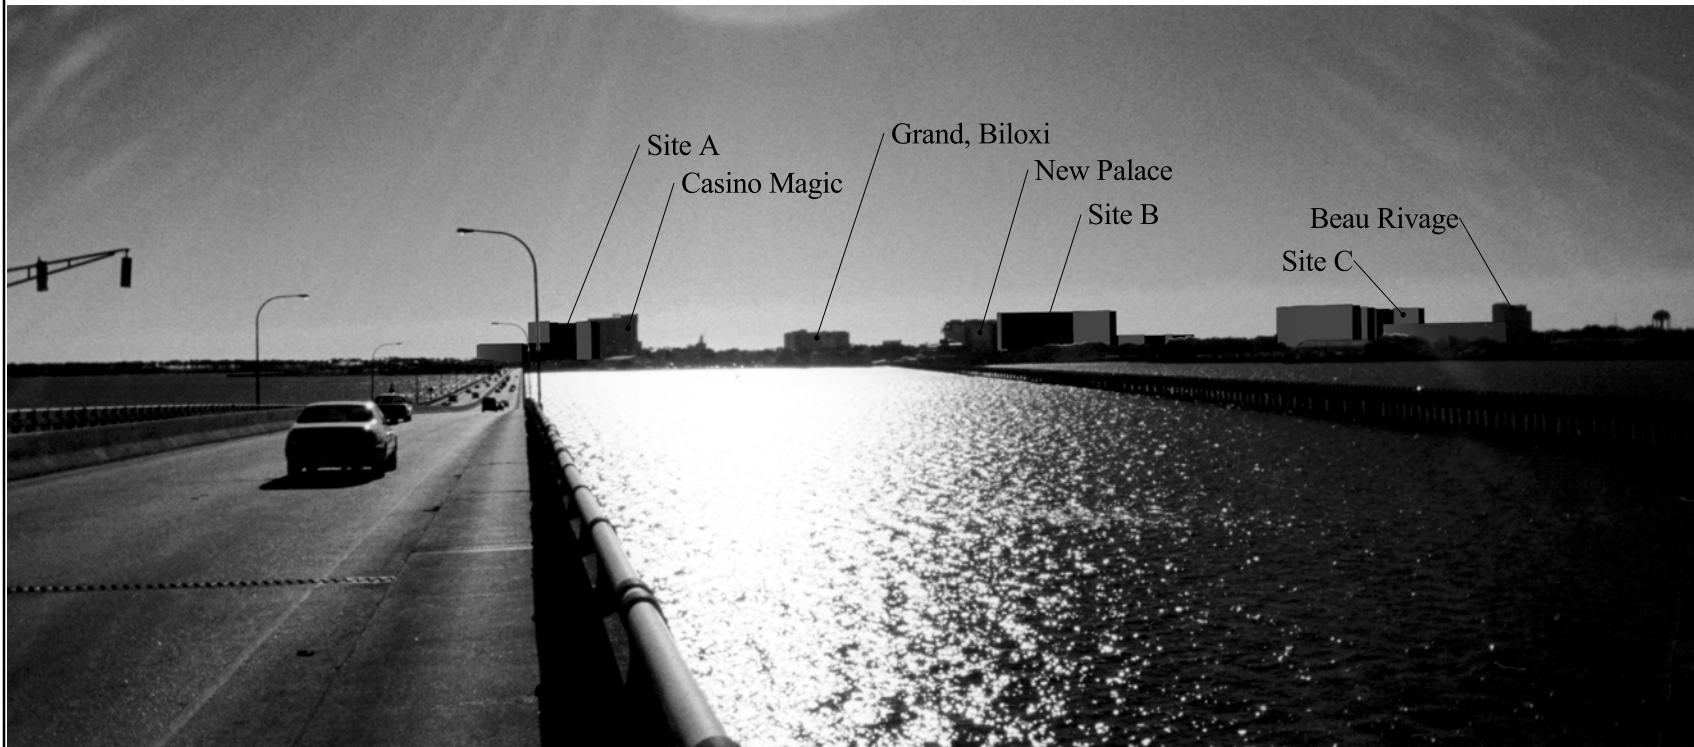 Site A
Casino Magic
Grand, Biloxi
New Palace
Site B
Beau Rivage
Site C